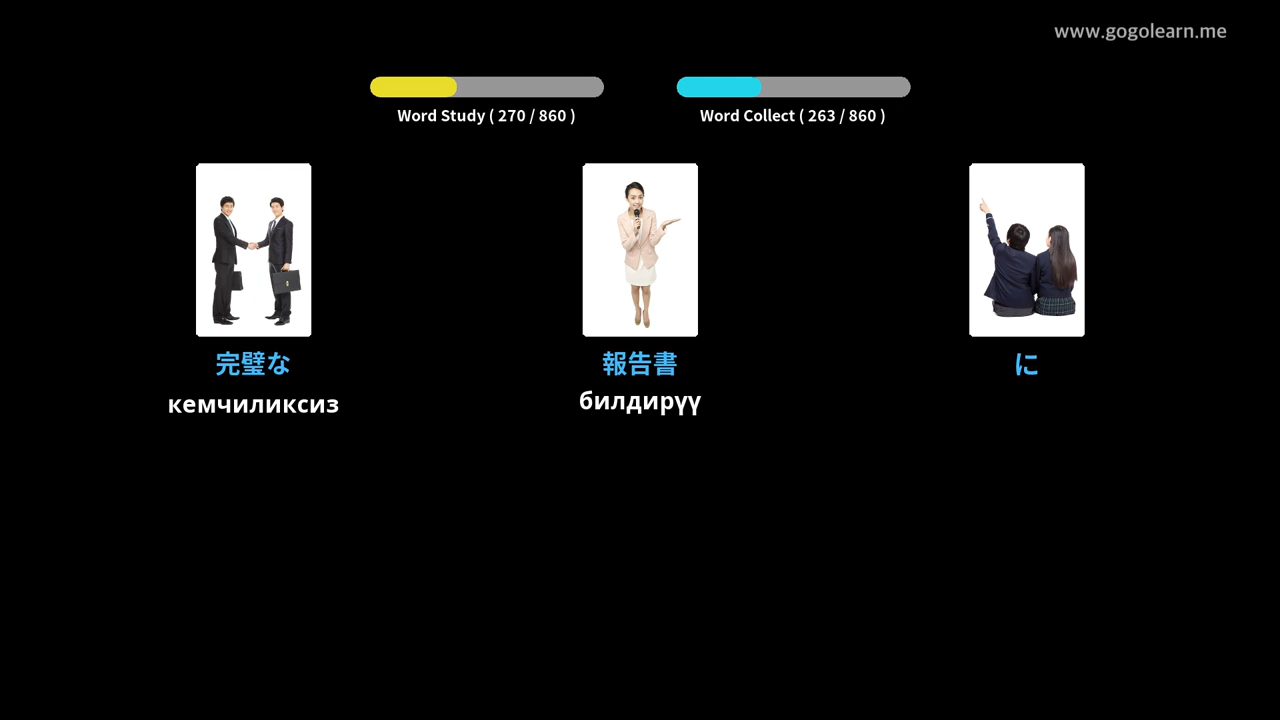 www.gogolearn.me
Word Study ( 270 / 860 )
Word Collect ( 263 / 860 )
完璧な
報告書
に
кемчиликсиз
билдирүү